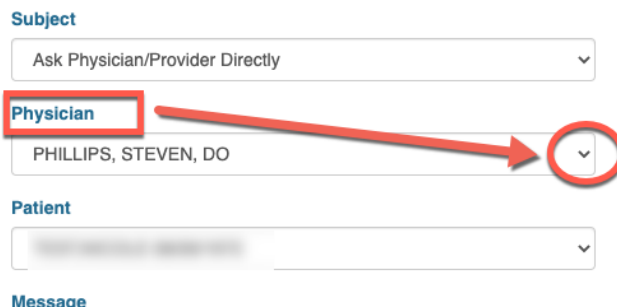 Subject
Ask Physician/Provider Directly
Physician
PHILLIPS, STEVEN, DO
Patient
Message